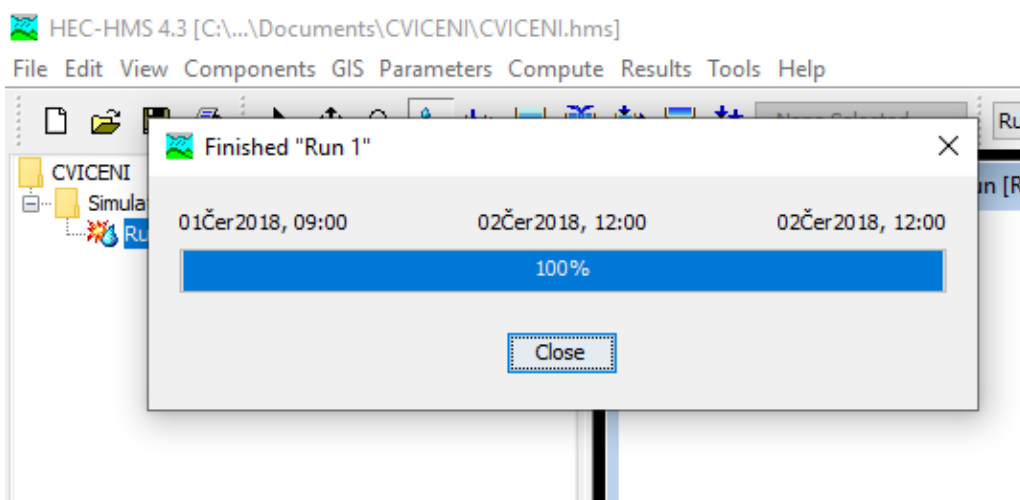 HEC-HMS 4.3 [C:\...\Documents\CVICENI\CVICENI.hms]
File Edit View Components GIS Parameters Compute Results Tools Help
Finished "Run 1"
CVICENI
01Čer2018, 09:00 02Čer2018, 12:00 02Čer2018, 12:00
100%
Close